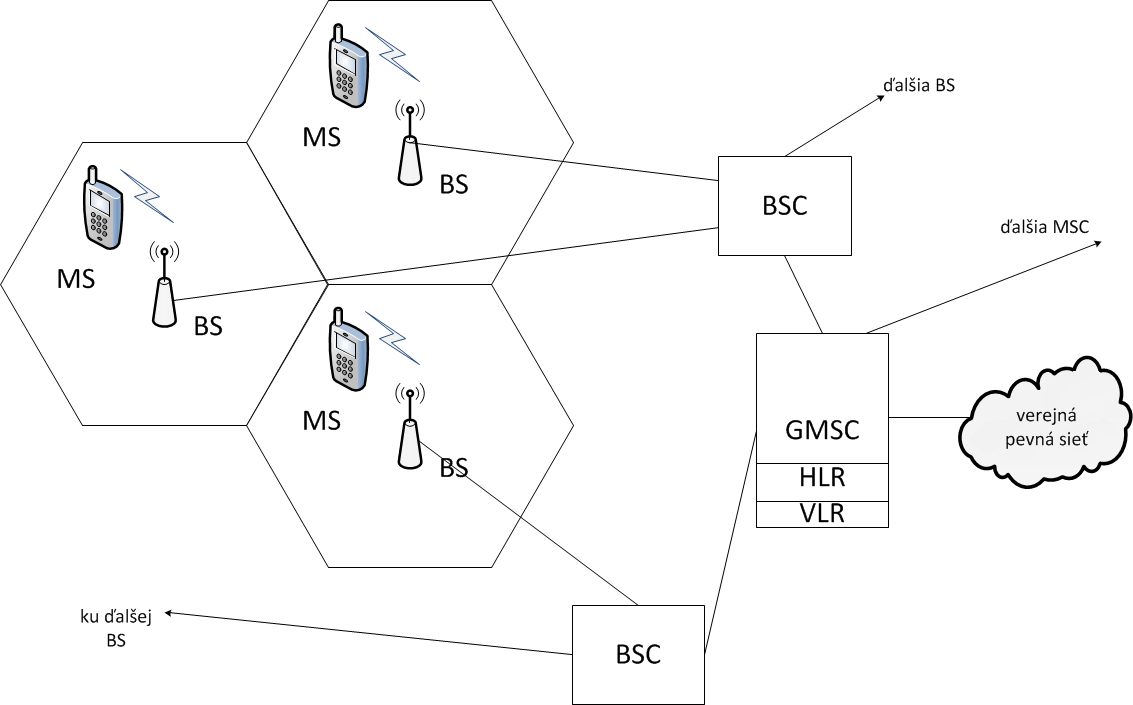 ďalšia BS
MS
BS
BSC
MS
BS
ďalšia MSC
MS
BS
GMSC
HLR
VLR
verejná
pevná sieť
ku ďalšej
BS
BSC